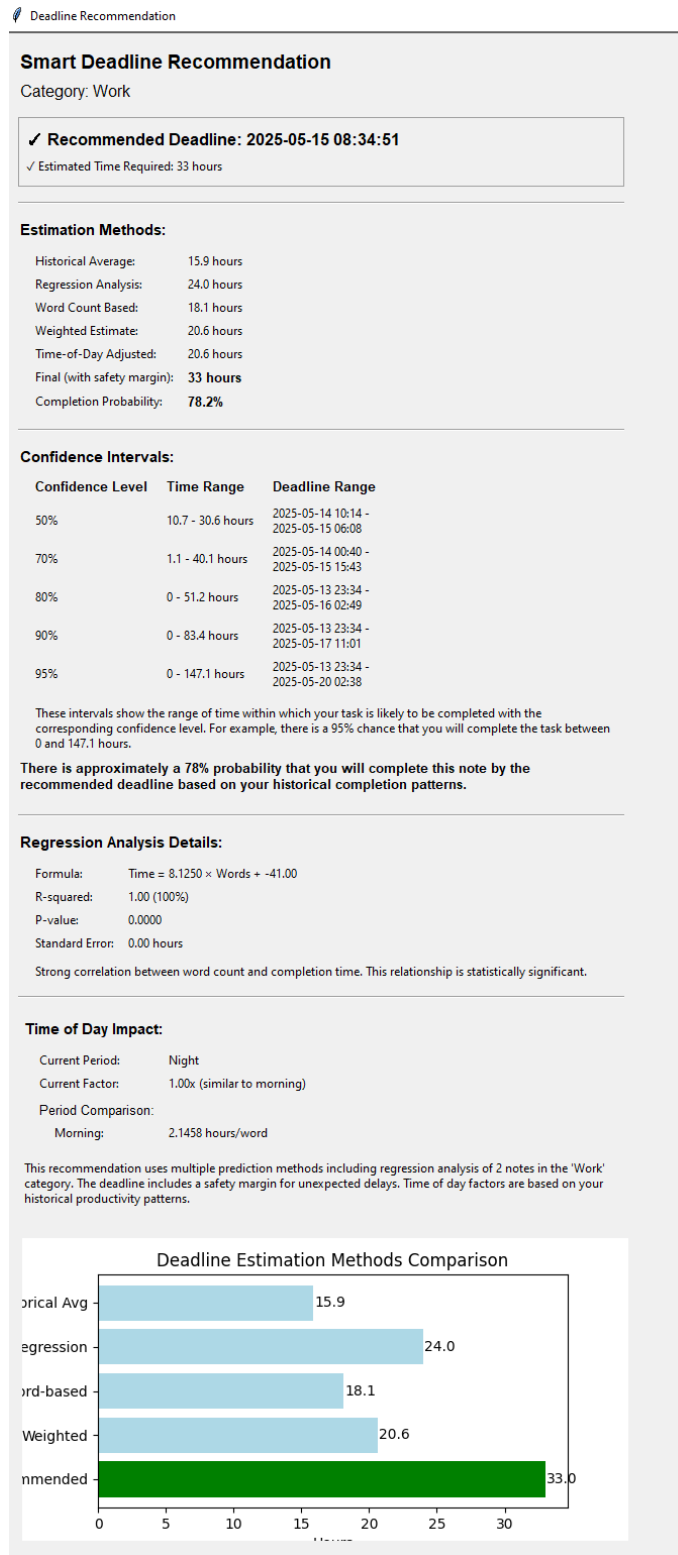 Deadline Recommendation
Smart Deadline Recommendation
Category: Work
✓ Recommended Deadline: 2025-05-15 08:34:51
✓ Estimated Time Required: 33 hours
Estimation Methods:
Historical Average: 15.9 hours
Regression Analysis: 24.0 hours
Word Count Based: 18.1 hours
Weighted Estimate: 20.6 hours
Time-of-Day Adjusted: 20.6 hours
Final (with safety margin): 33 hours
Completion Probability: 78.2%
Confidence Intervals:
Confidence Level Time Range Deadline Range
50% 10.7 - 30.6 hours 2025-05-14 10:14 -
2025-05-15 06:08
70% 1.1 - 40.1 hours 2025-05-14 00:40 -
2025-05-15 15:43
80% 0 - 51.2 hours 2025-05-13 23:34 -
2025-05-16 02:49
90% 0 - 83.4 hours 2025-05-13 23:34 -
2025-05-17 11:01
95% 0 - 147.1 hours 2025-05-13 23:34 -
2025-05-20 02:38
These intervals show the range of time within which your task is likely to be completed with the
corresponding confidence level. For example, there is a 95% chance that you will complete the task between
0 and 147.1 hours.
There is approximately a 78% probability that you will complete this note by the
recommended deadline based on your historical completion patterns.
Regression Analysis Details:
Formula: Time = 8.1250 × Words + -41.00
R-squared: 1.00 (100%)
P-value: 0.0000
Standard Error: 0.00 hours
Strong correlation between word count and completion time. This relationship is statistically significant.
Time of Day Impact:
Current Period: Night
Current Factor: 1.00x (similar to morning)
Period Comparison:
Morning: 2.1458 hours/word
This recommendation uses multiple prediction methods including regression analysis of 2 notes in the 'Work'
category. The deadline includes a safety margin for unexpected delays. Time of day factors are based on your
historical productivity patterns.
Deadline Estimation Methods Comparison
orical Avg 15.9
egression 24.0
ord-based 18.1
Weighted 20.6
mmended 33.0
0 5 10 15 20 25 30